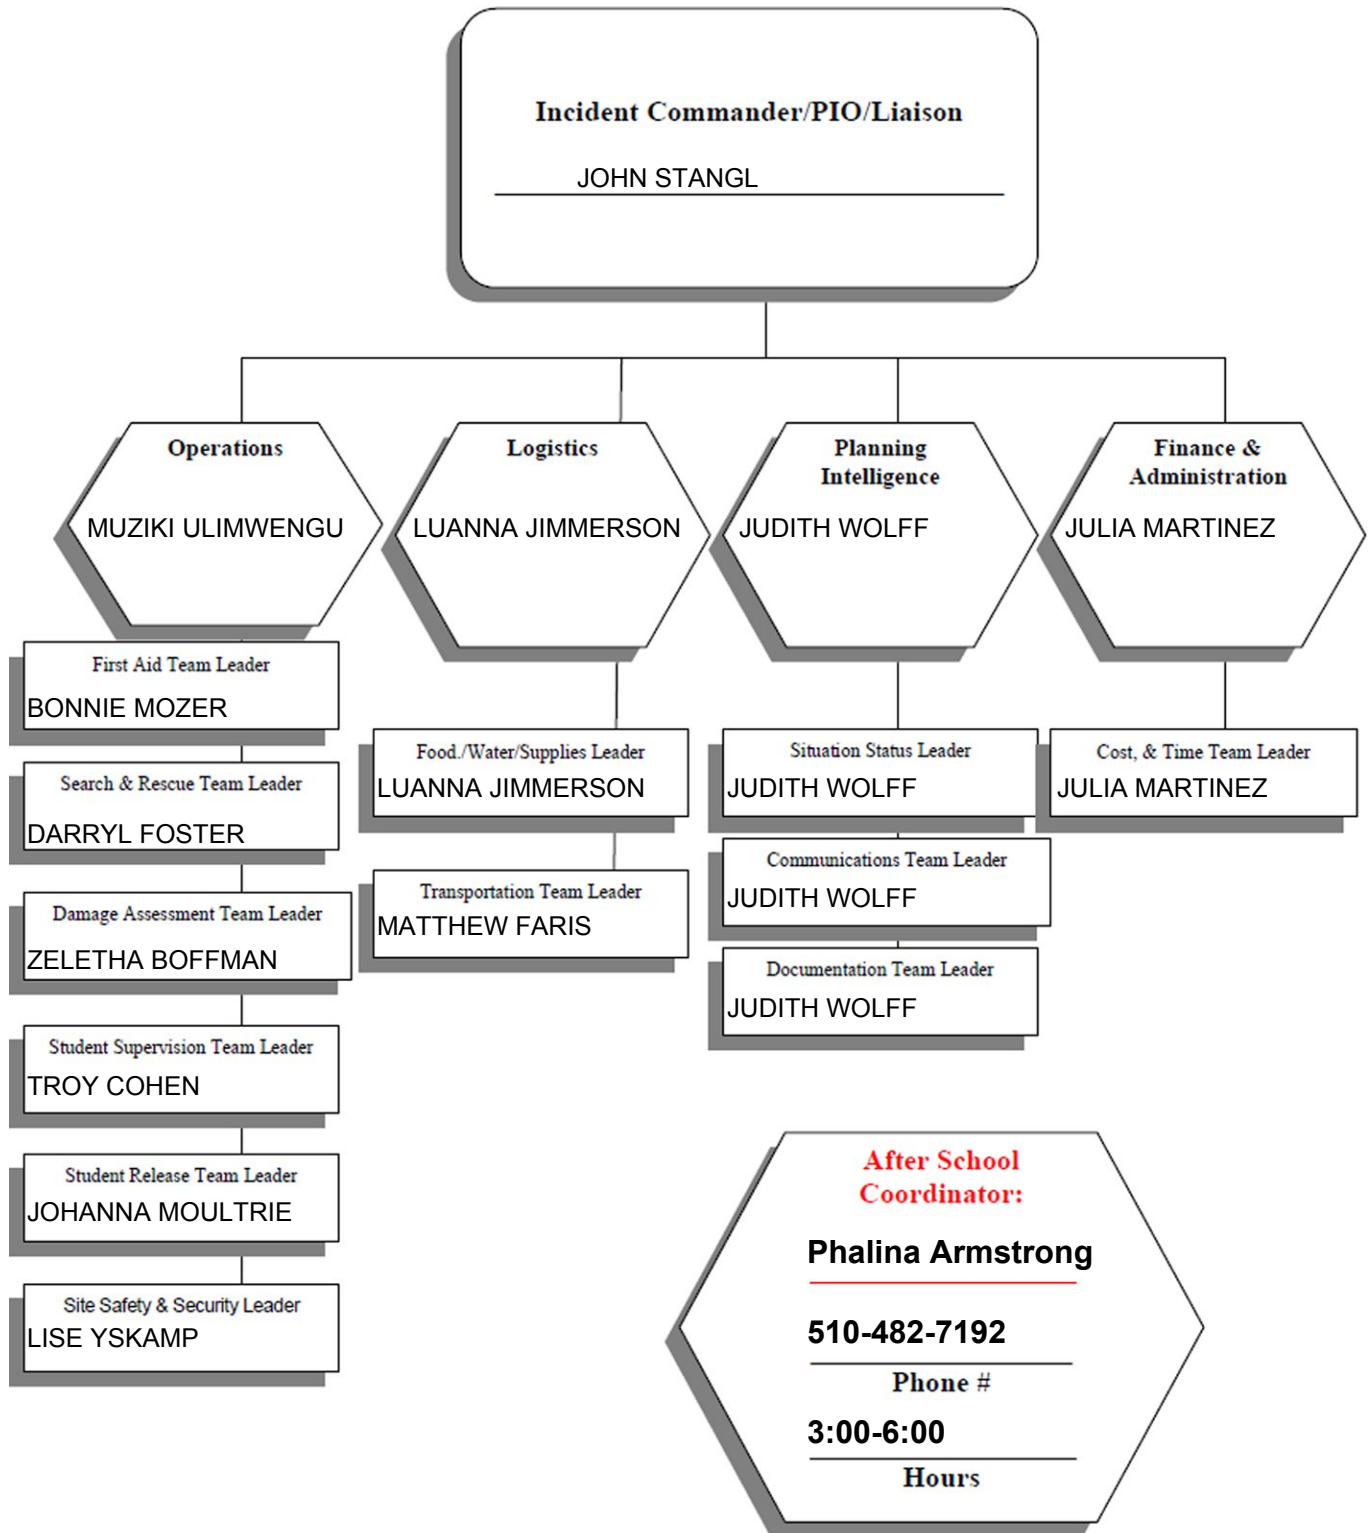 Incident Commander/PIO/Liaison
JOHN STANGL
Operations
MUZIKI ULIMWENGU
First Aid Team Leader
BONNIE MOZER
Search & Rescue Team Leader
DARRYL FOSTER
Damage Assessment Team Leader
ZELETHA BOFFMAN
Student Supervision Team Leader
TROY COHEN
Student Release Team Leader
JOHANNA MOULTRIE
Site Safety & Security Leader
LISE YSKAMP
Logistics
LUANNA JIMMERSON
Food./Water/Supplies Leader
LUANNA JIMMERSON
Transportation Team Leader
MATTHEW FARIS
Planning
Intelligence
JUDITH WOLFF
Situation Status Leader
JUDITH WOLFF
Communications Team Leader
JUDITH WOLFF
Documentation Team Leader
JUDITH WOLFF
Finance &
Administration
JULIA MARTINEZ
Cost, & Time Team Leader
JULIA MARTINEZ
After School
Coordinator:
Phalina Armstrong
510-482-7192
Phone #
3:00-6:00
Hours